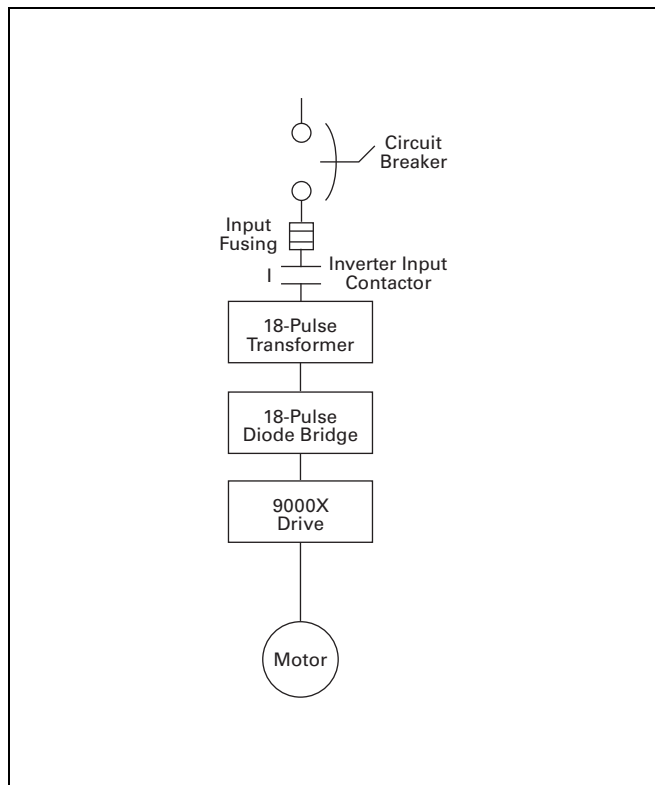 Circuit
Breaker
Input
Fusing
I
Inverter Input
Contactor
18-Pulse
Transformer
18-Pulse
Diode Bridge
9000X
Drive
Motor